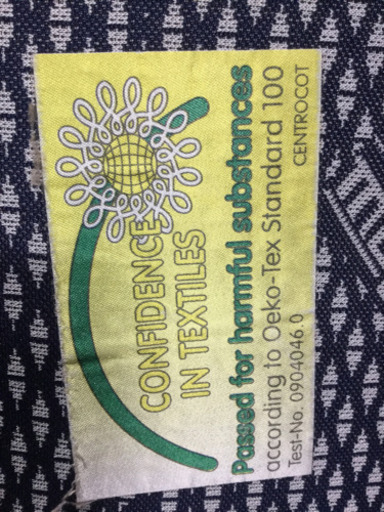 CONFIDENCE
IN TEXTILES
Passed for harmful substances
according to Oeko-Tex Standard 100
Test-No. 0904046.0 CENTROCOT